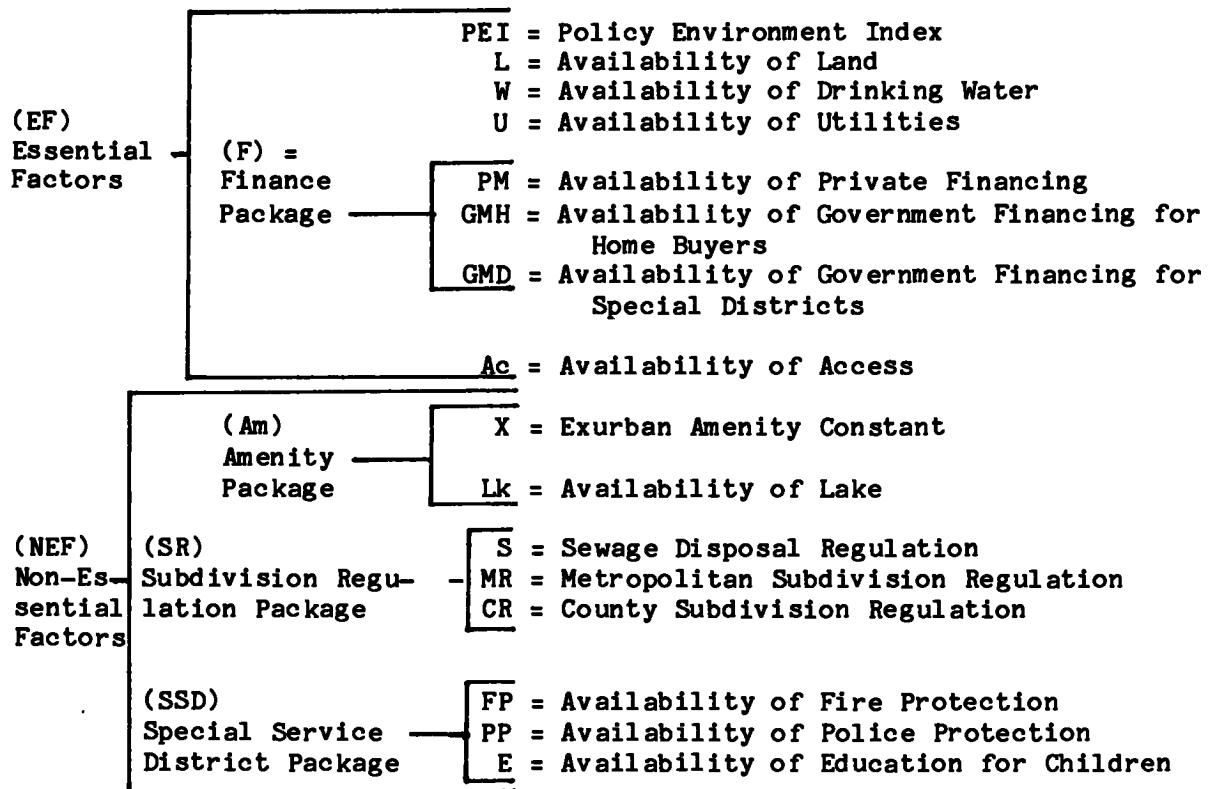 PEI = Policy Environment Index
L = Availability of Land
W = Availability of Drinking Water
(EF)
U = Availability of Utilities
Essential
Factors
(F) =
Finance
Package
PM = Availability of Private Financing
GMH = Availability of Government Financing for
Home Buyers
GMD = Availability of Government Financing for
Special Districts
Ac = Availability of Access
(Am)
Amenity
Package
X = Exurban Amenity Constant
Lk = Availability of Lake
(NEF)
Non-Es-
sential
Factors
(SR)
Subdivision Regu-
lation Package
S = Sewage Disposal Regulation
MR = Metropolitan Subdivision Regulation
CR = County Subdivision Regulation
(SSD)
Special Service
District Package
FP = Availability of Fire Protection
PP = Availability of Police Protection
E = Availability of Education for Children